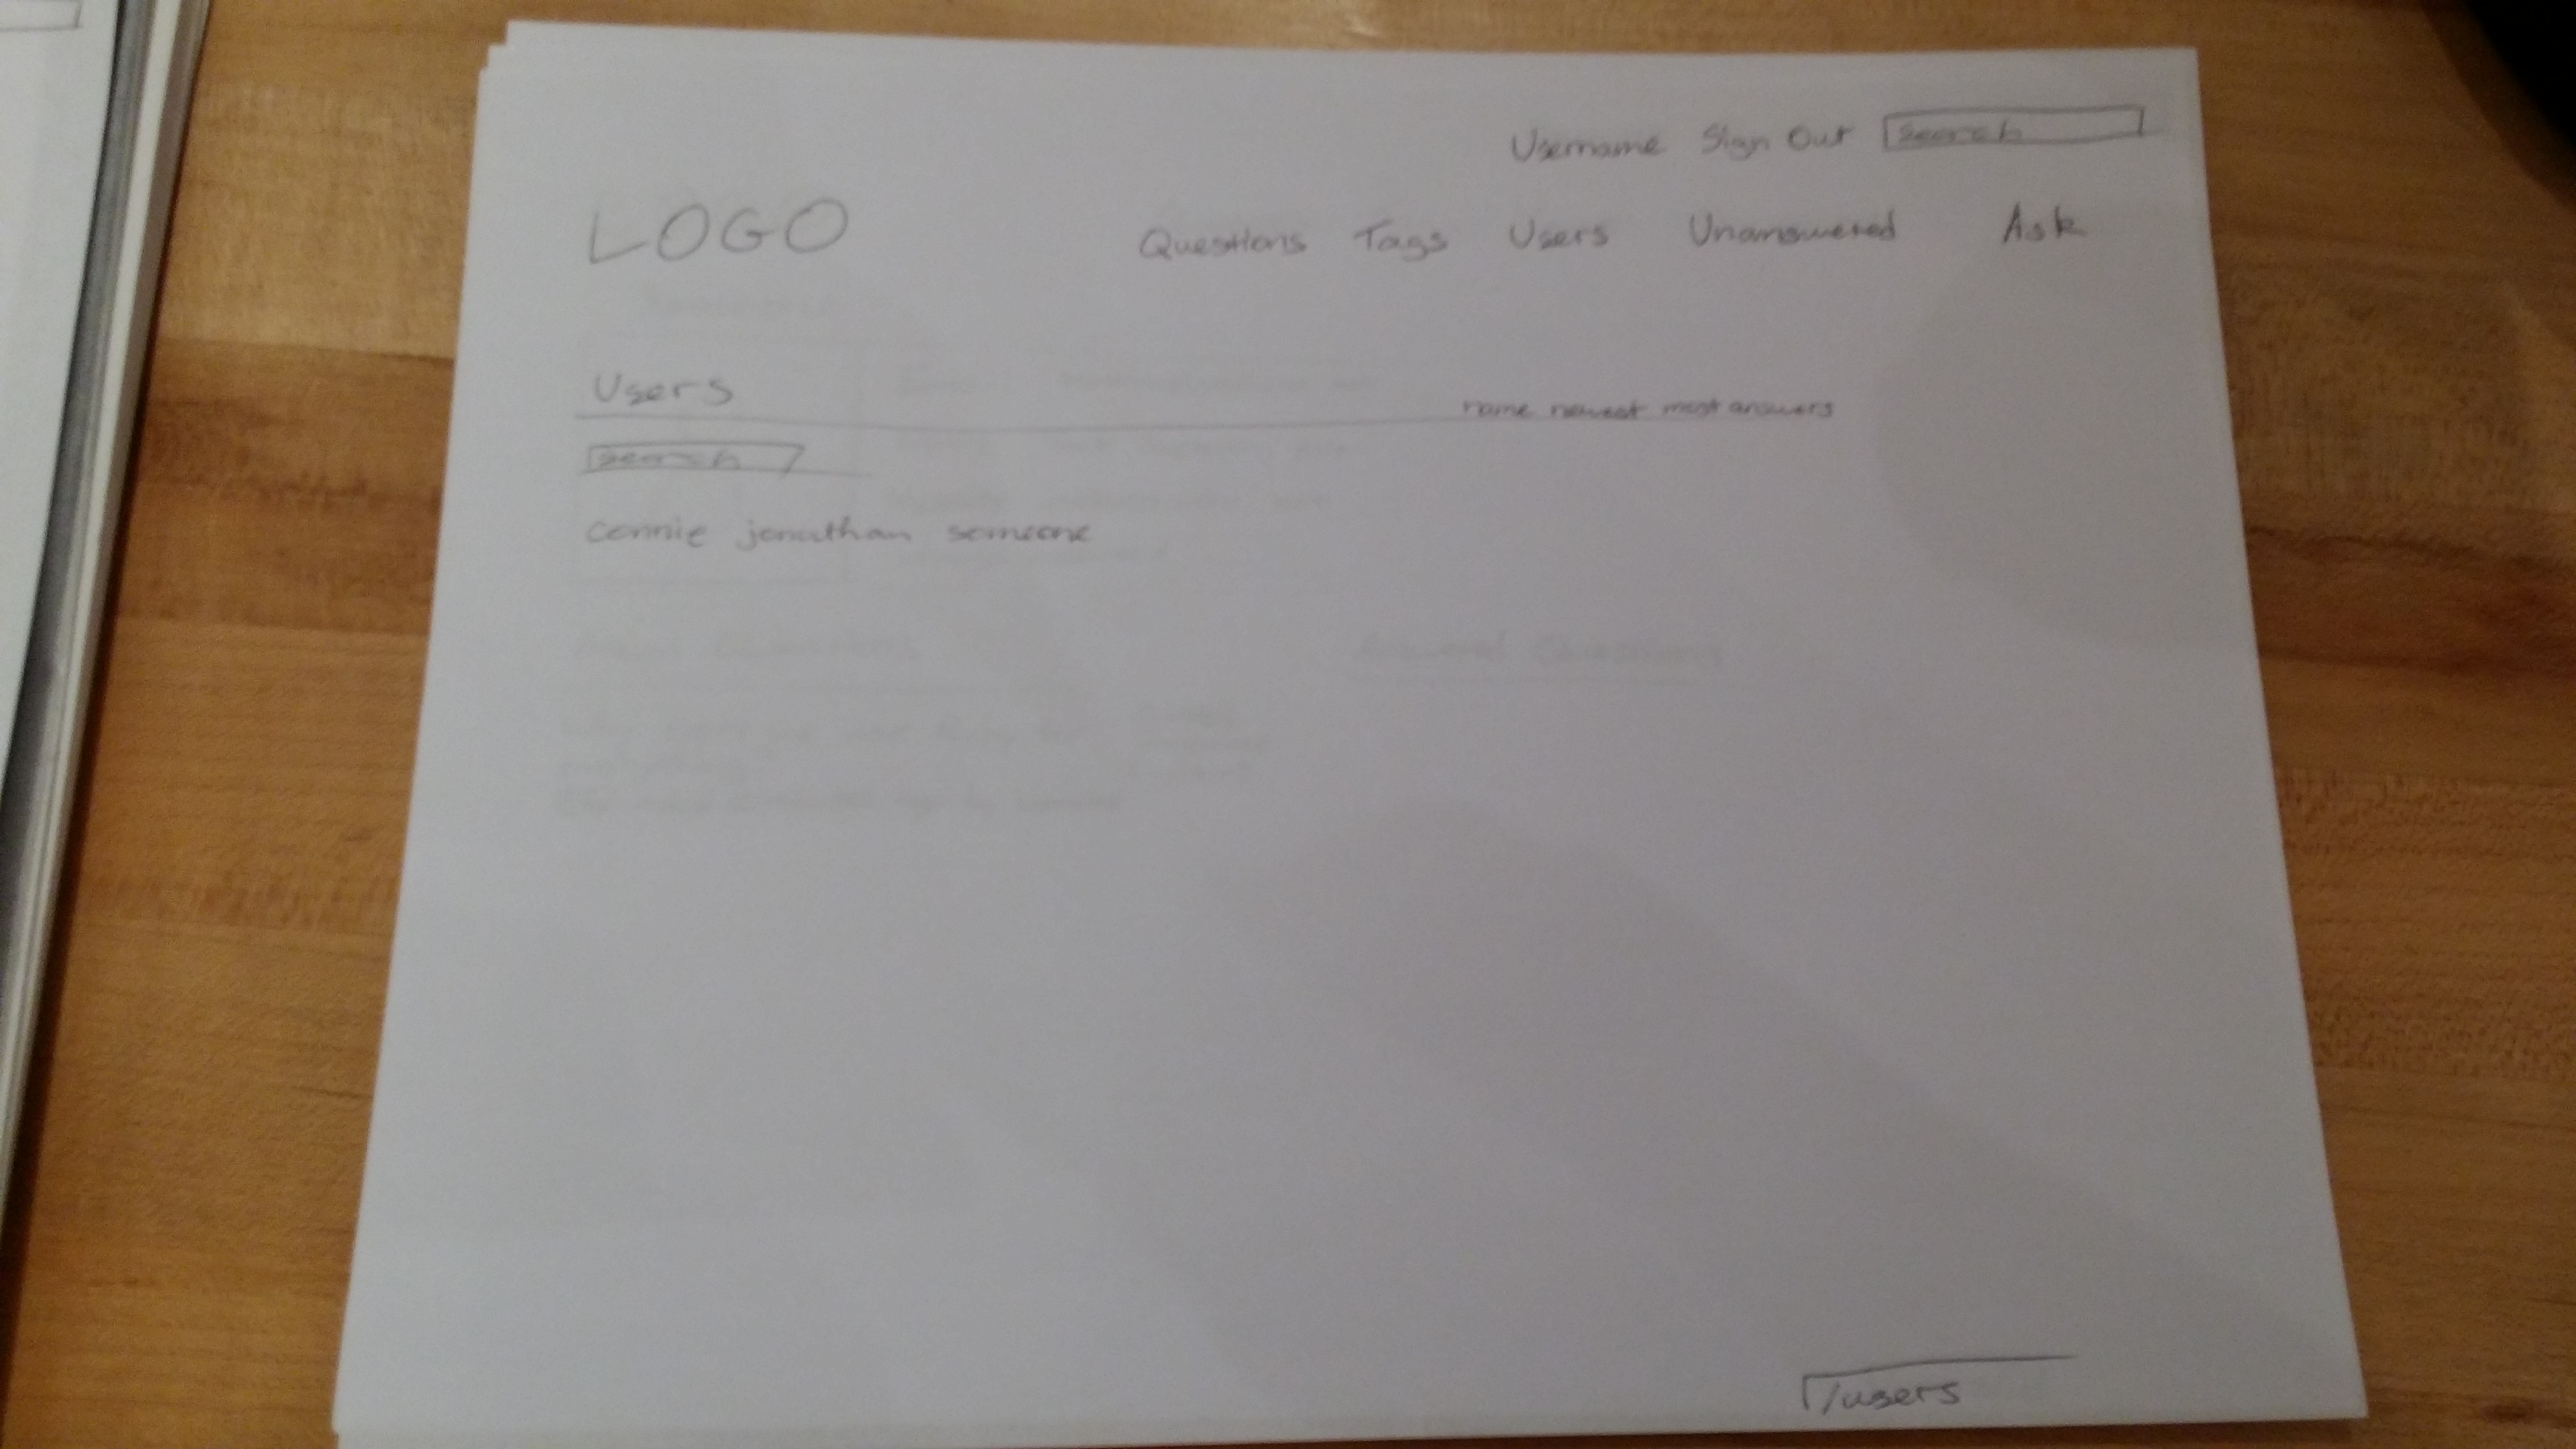 Username Sign Out search
LOGO Questions Tags Users Unanswered Ask
Users name newest most answers
search
connie jonathan someone
/users